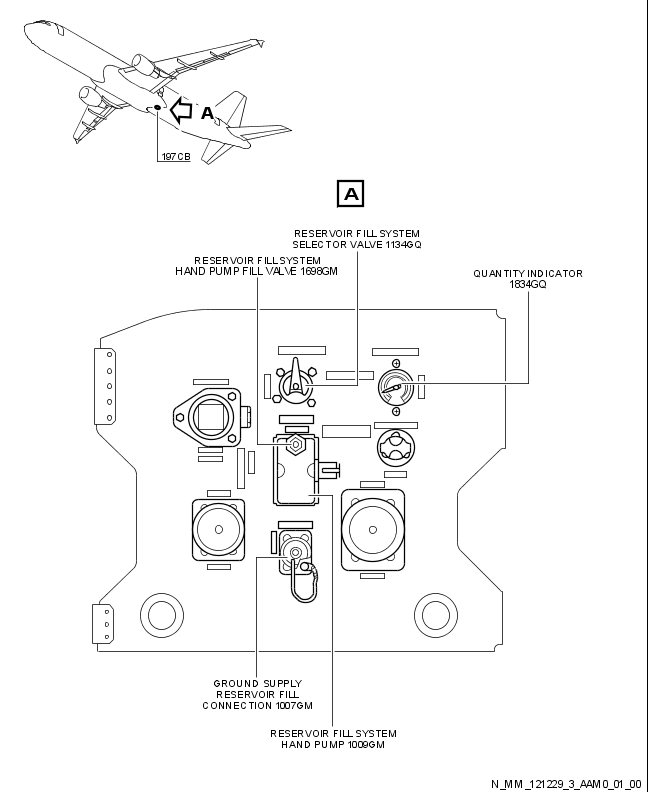 A
197CB
A
RESERVOIR FILL SYSTEM
SELECTOR VALVE 1134GQ
RESERVOIR FILL SYSTEM
HAND PUMP FILL VALVE 1698GM
QUANTITY INDICATOR
1834GQ
GROUND SUPPLY
RESERVOIR FILL
CONNECTION 1007GM
RESERVOIR FILL SYSTEM
HAND PUMP 1009GM
N_MM_121229_3_AAM0_01_00